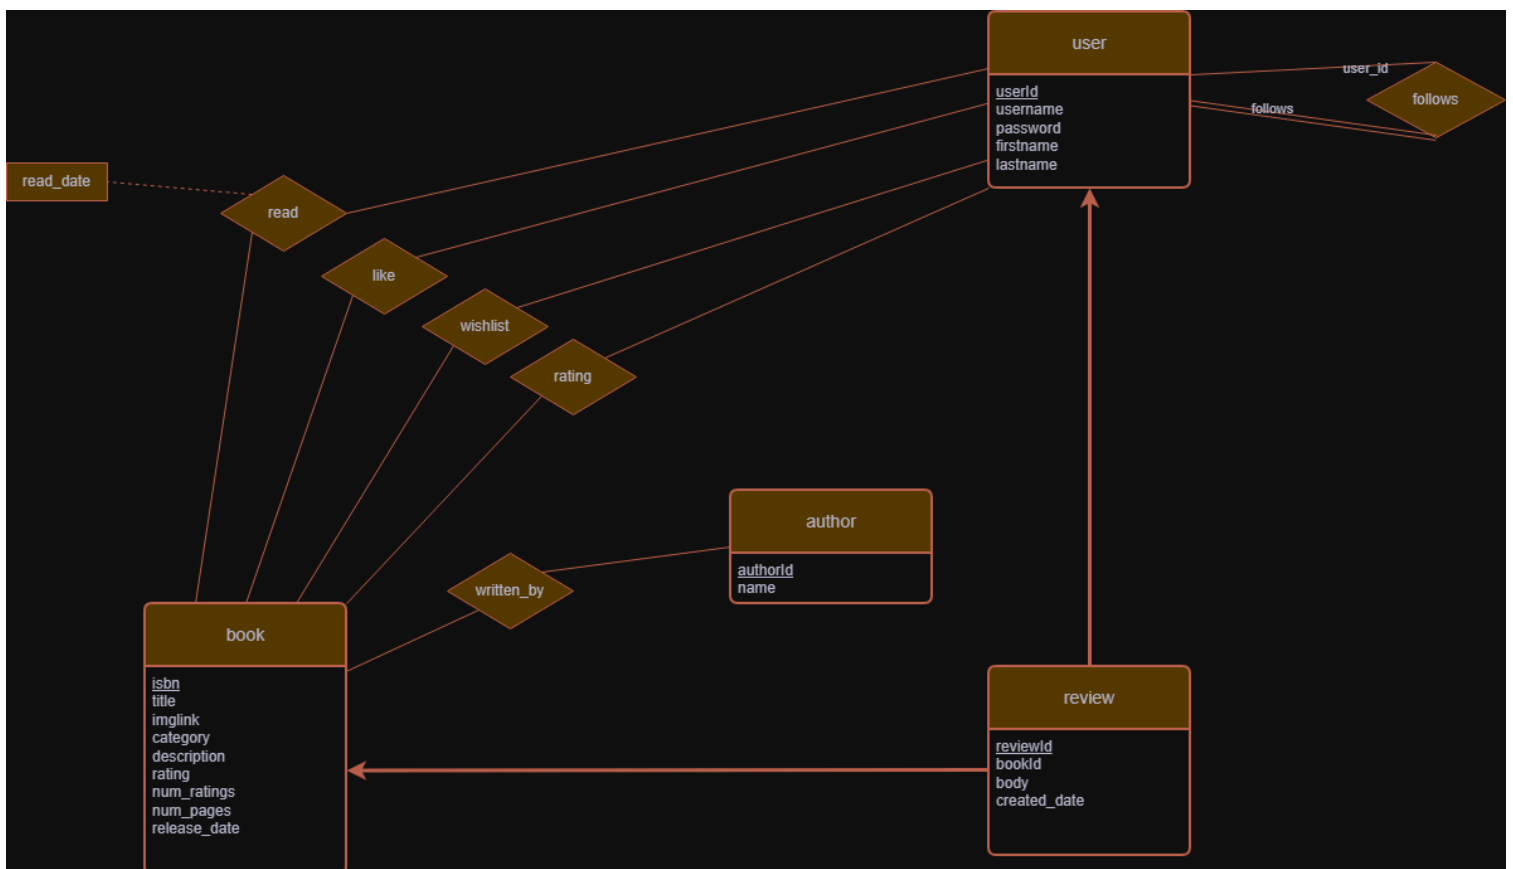 user
userId
username
password
firstname
lastname
user_id
follows
follows
read_date
read
like
wishlist
rating
author
authorId
name
written_by
book
isbn
title
imglink
category
description
rating
num_ratings
num_pages
release_date
review
reviewId
bookId
body
created_date